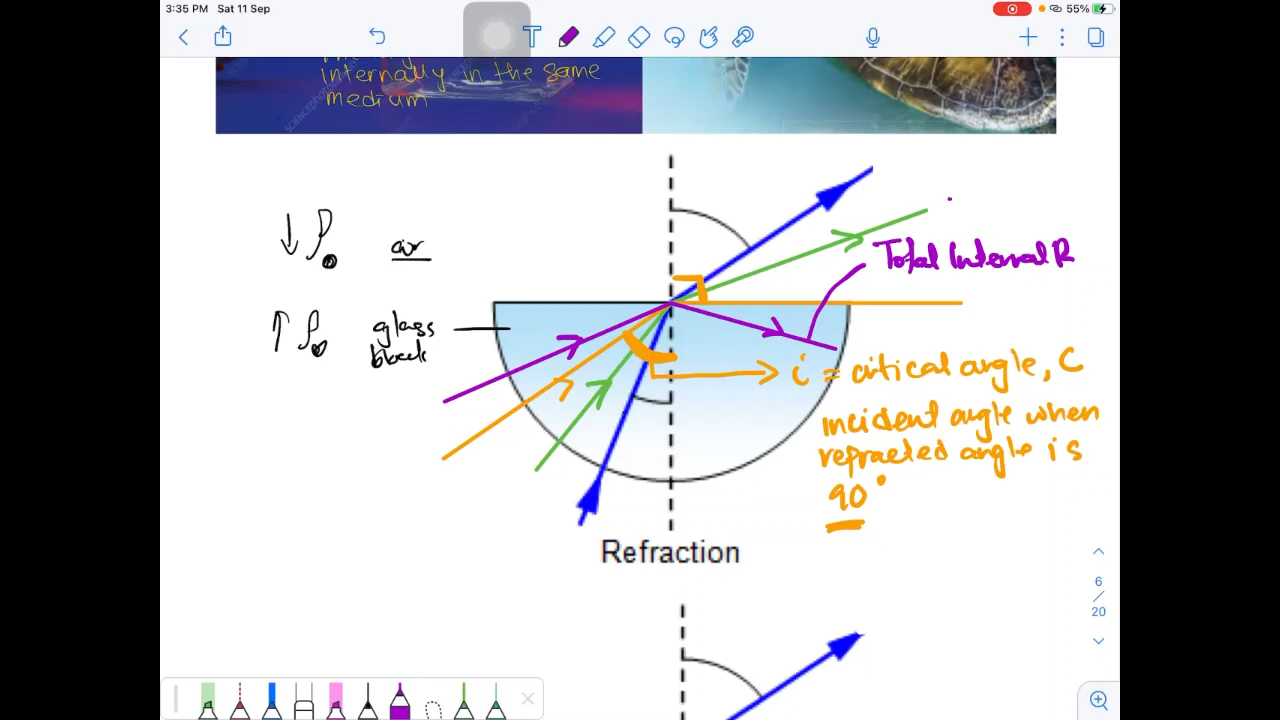 3:35 PM Sat 11 Sep
55%
T
internally in the same
medium
air
glass
block
Total Internal R
i = critical angle, C
incident angle when
refracted angle is
90°
Refraction
6
/
20